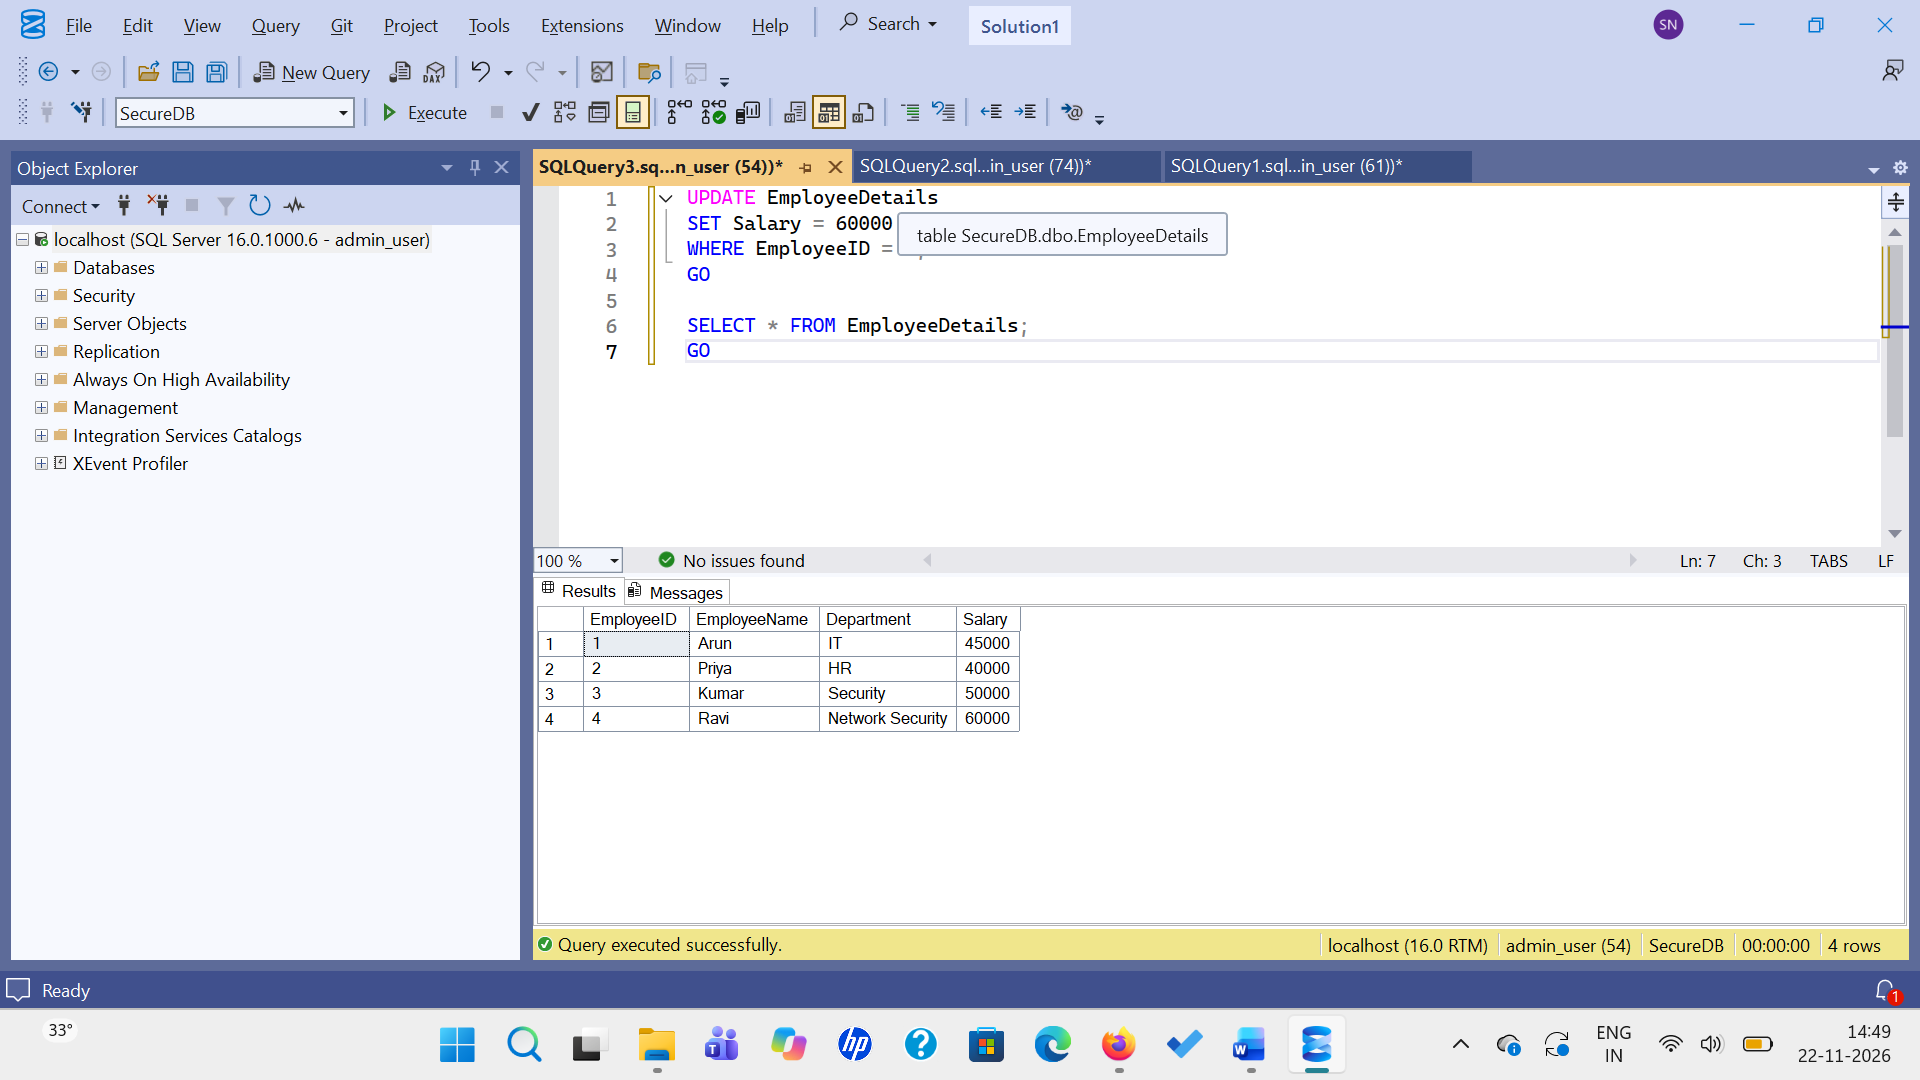 File Edit View Query Git Project Tools Extensions Window Help Search Solution1 SN
New Query DAX
SecureDB Execute
Object Explorer
Connect
localhost (SQL Server 16.0.1000.6 - admin_user)
Databases
Security
Server Objects
Replication
Always On High Availability
Management
Integration Services Catalogs
XEvent Profiler
SQLQuery3.sq...n_user (54))* SQLQuery2.sql...in_user (74))* SQLQuery1.sql...in_user (61))*
1 UPDATE EmployeeDetails
2 SET Salary = 60000
table SecureDB.dbo.EmployeeDetails
3 WHERE EmployeeID =
4 GO
5
6 SELECT * FROM EmployeeDetails;
7 GO
100 % No issues found Ln: 7 Ch: 3 TABS LF
Results Messages
EmployeeID EmployeeName Department Salary
1 1 Arun IT 45000
2 2 Priya HR 40000
3 3 Kumar Security 50000
4 4 Ravi Network Security 60000
Query executed successfully. localhost (16.0 RTM) admin_user (54) SecureDB 00:00:00 4 rows
Ready 1
33° ENG 14:49
IN 22-11-2026